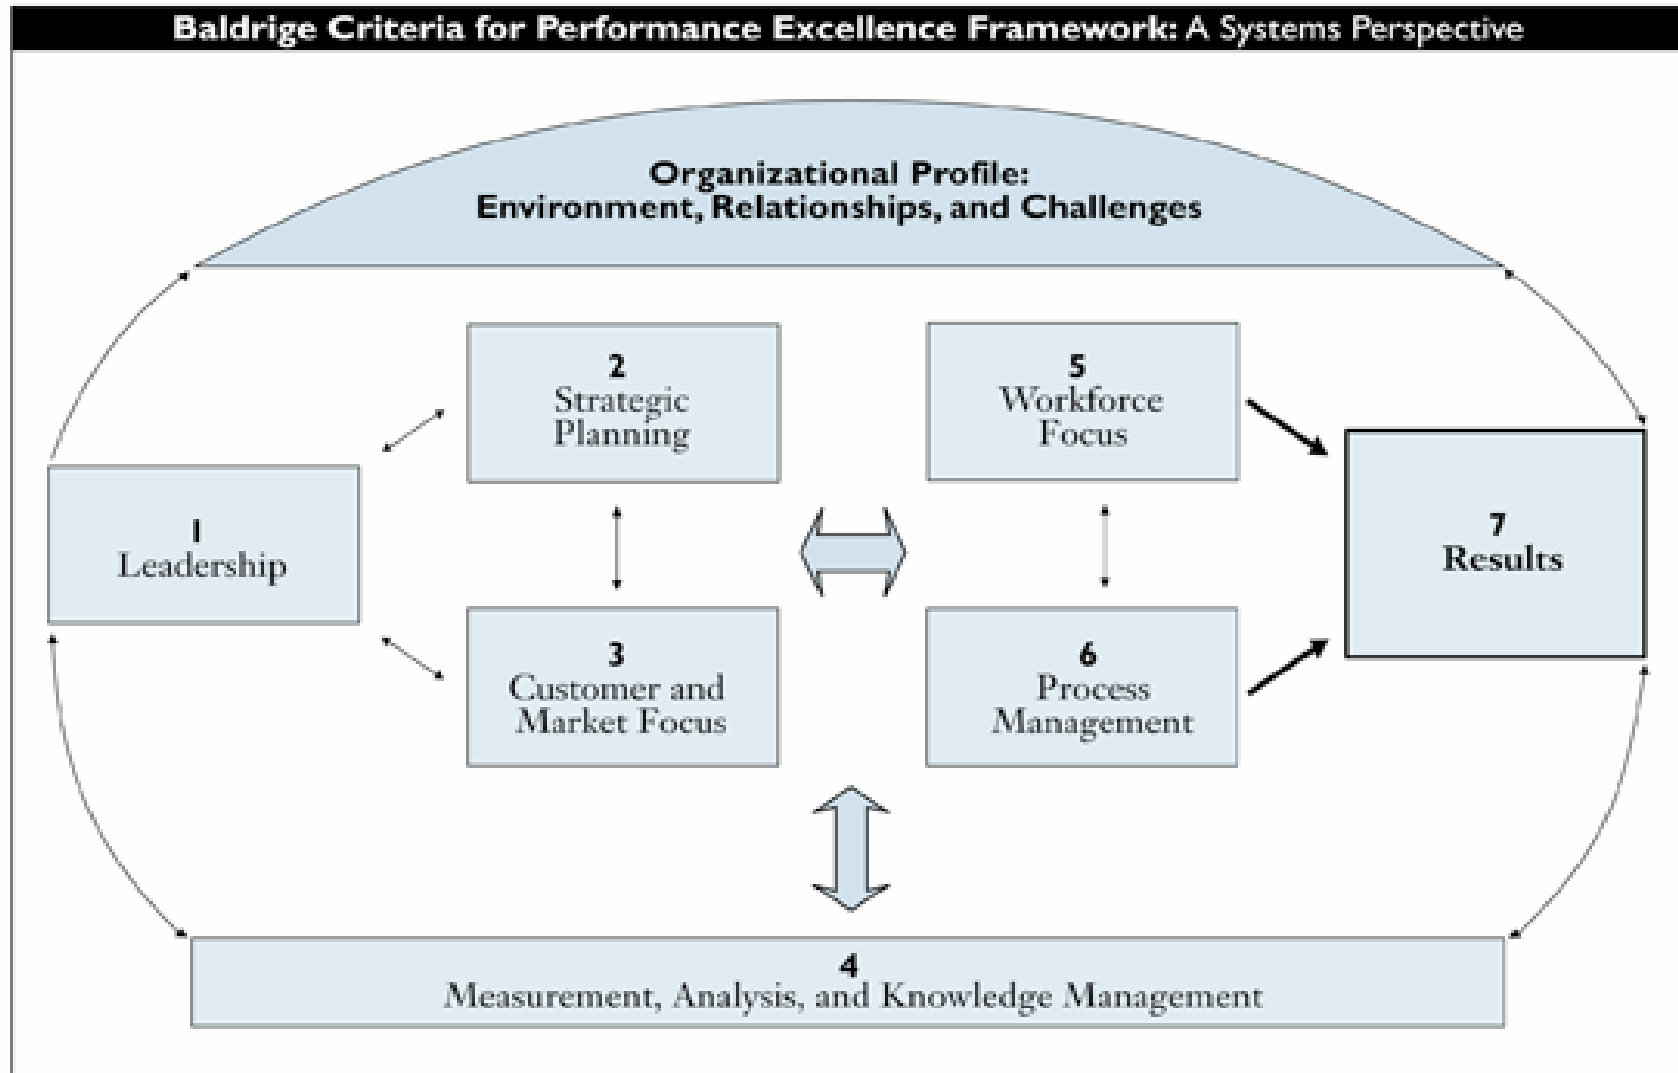 Baldrige Criteria for Performance Excellence Framework: A Systems Perspective
Organizational Profile:
Environment, Relationships, and Challenges
2
Strategic
Planning
5
Workforce
Focus
1
Leadership
7
Results
3
Customer and
Market Focus
6
Process
Management
4
Measurement, Analysis, and Knowledge Management